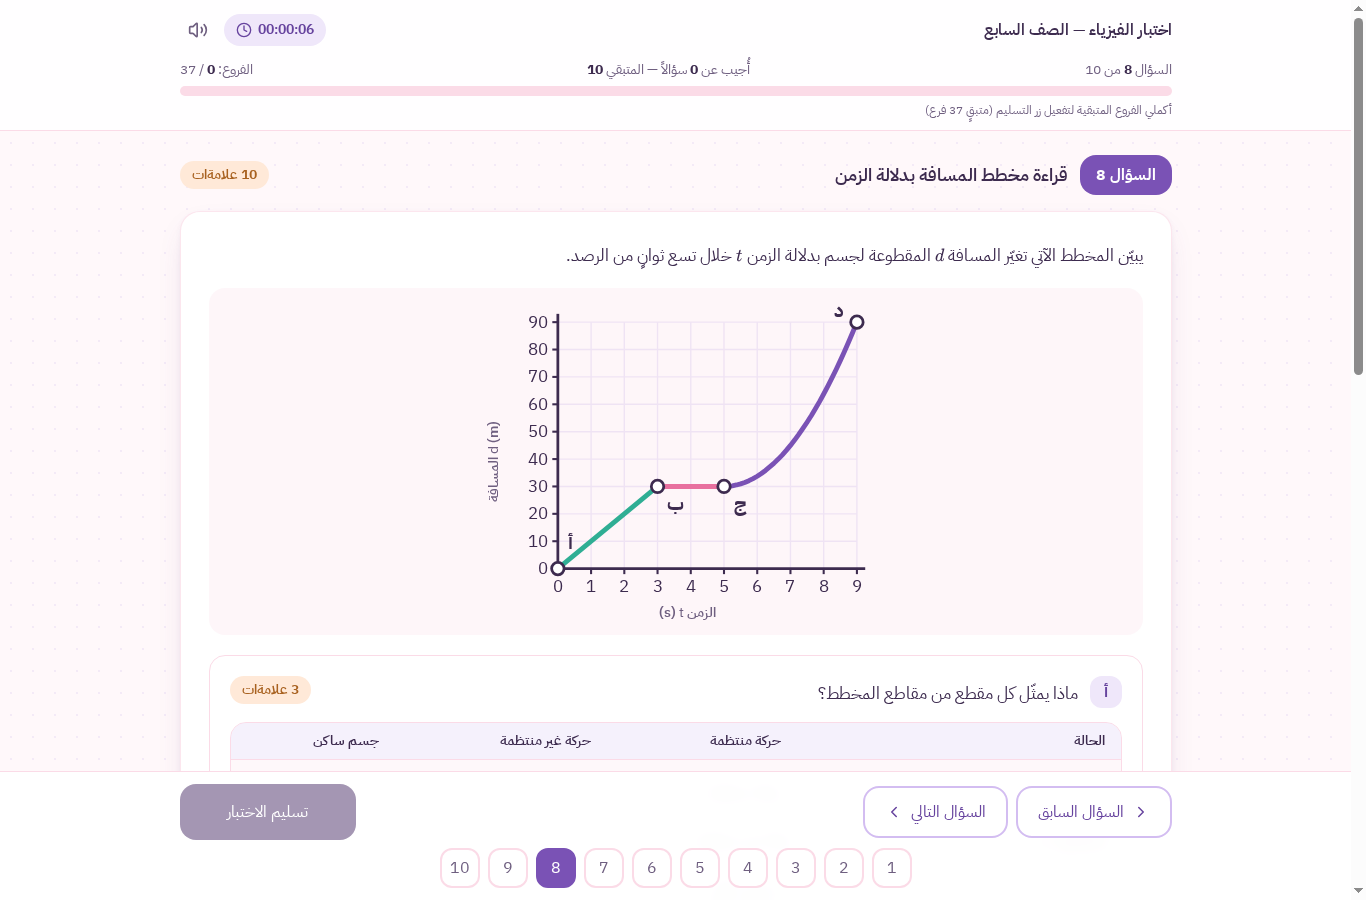 اختبار الفيزياء — الصف السابع
00:00:06
السؤال 8 من 10
أُجيب عن 0 سؤالاً — المتبقي 10
الفروع: 0 / 37
أكملي الفروع المتبقية لتفعيل زر التسليم (متبقٍ 37 فرع)
السؤال 8
قراءة مخطط المسافة بدلالة الزمن
10 علامةات
يبيّن المخطط الآتي تغيّر المسافة d المقطوعة لجسم بدلالة الزمن t خلال تسع ثوانٍ من الرصد.
د
90
80
70
60
50
40
30
20
10
0
ب
ج
أ
المسافة d (m)
0 1 2 3 4 5 6 7 8 9
الزمن t (s)
أ
ماذا يمثّل كل مقطع من مقاطع المخطط؟
3 علامةات
الحالة
حركة منتظمة
حركة غير منتظمة
جسم ساكن
السؤال السابق
السؤال التالي
تسليم الاختبار
1 2 3 4 5 6 7 8 9 10